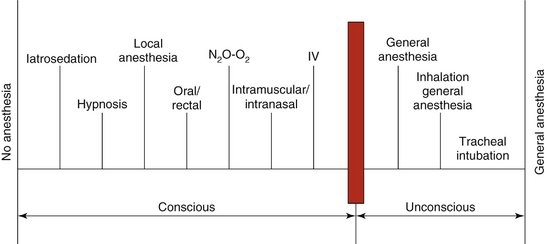 No anesthesia
Iatrosedation
Hypnosis
Local
anesthesia
Oral/
rectal
N₂O-O₂
Intramuscular/
intranasal
IV
General
anesthesia
Inhalation
general
anesthesia
Tracheal
intubation
General anesthesia
Conscious
Unconscious